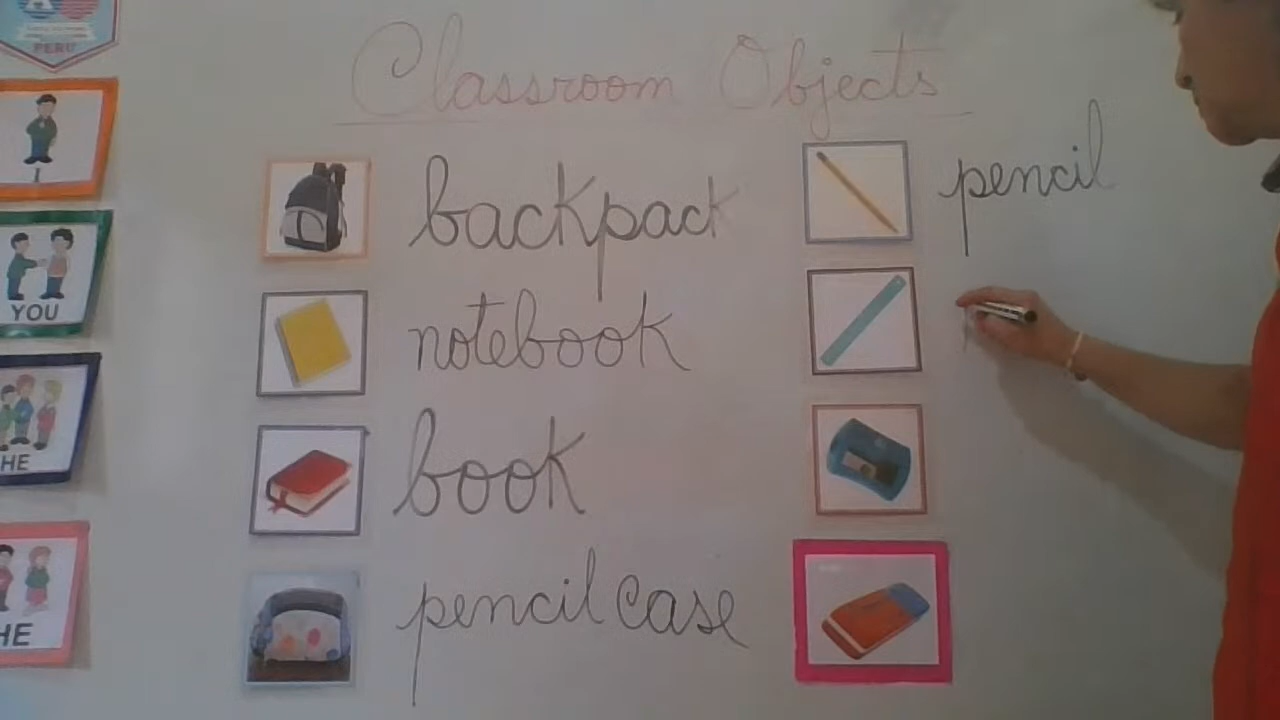 PERU
Classroom Objects
I
YOU
HE
HE
backpack
notebook
book
pencil case
pencil